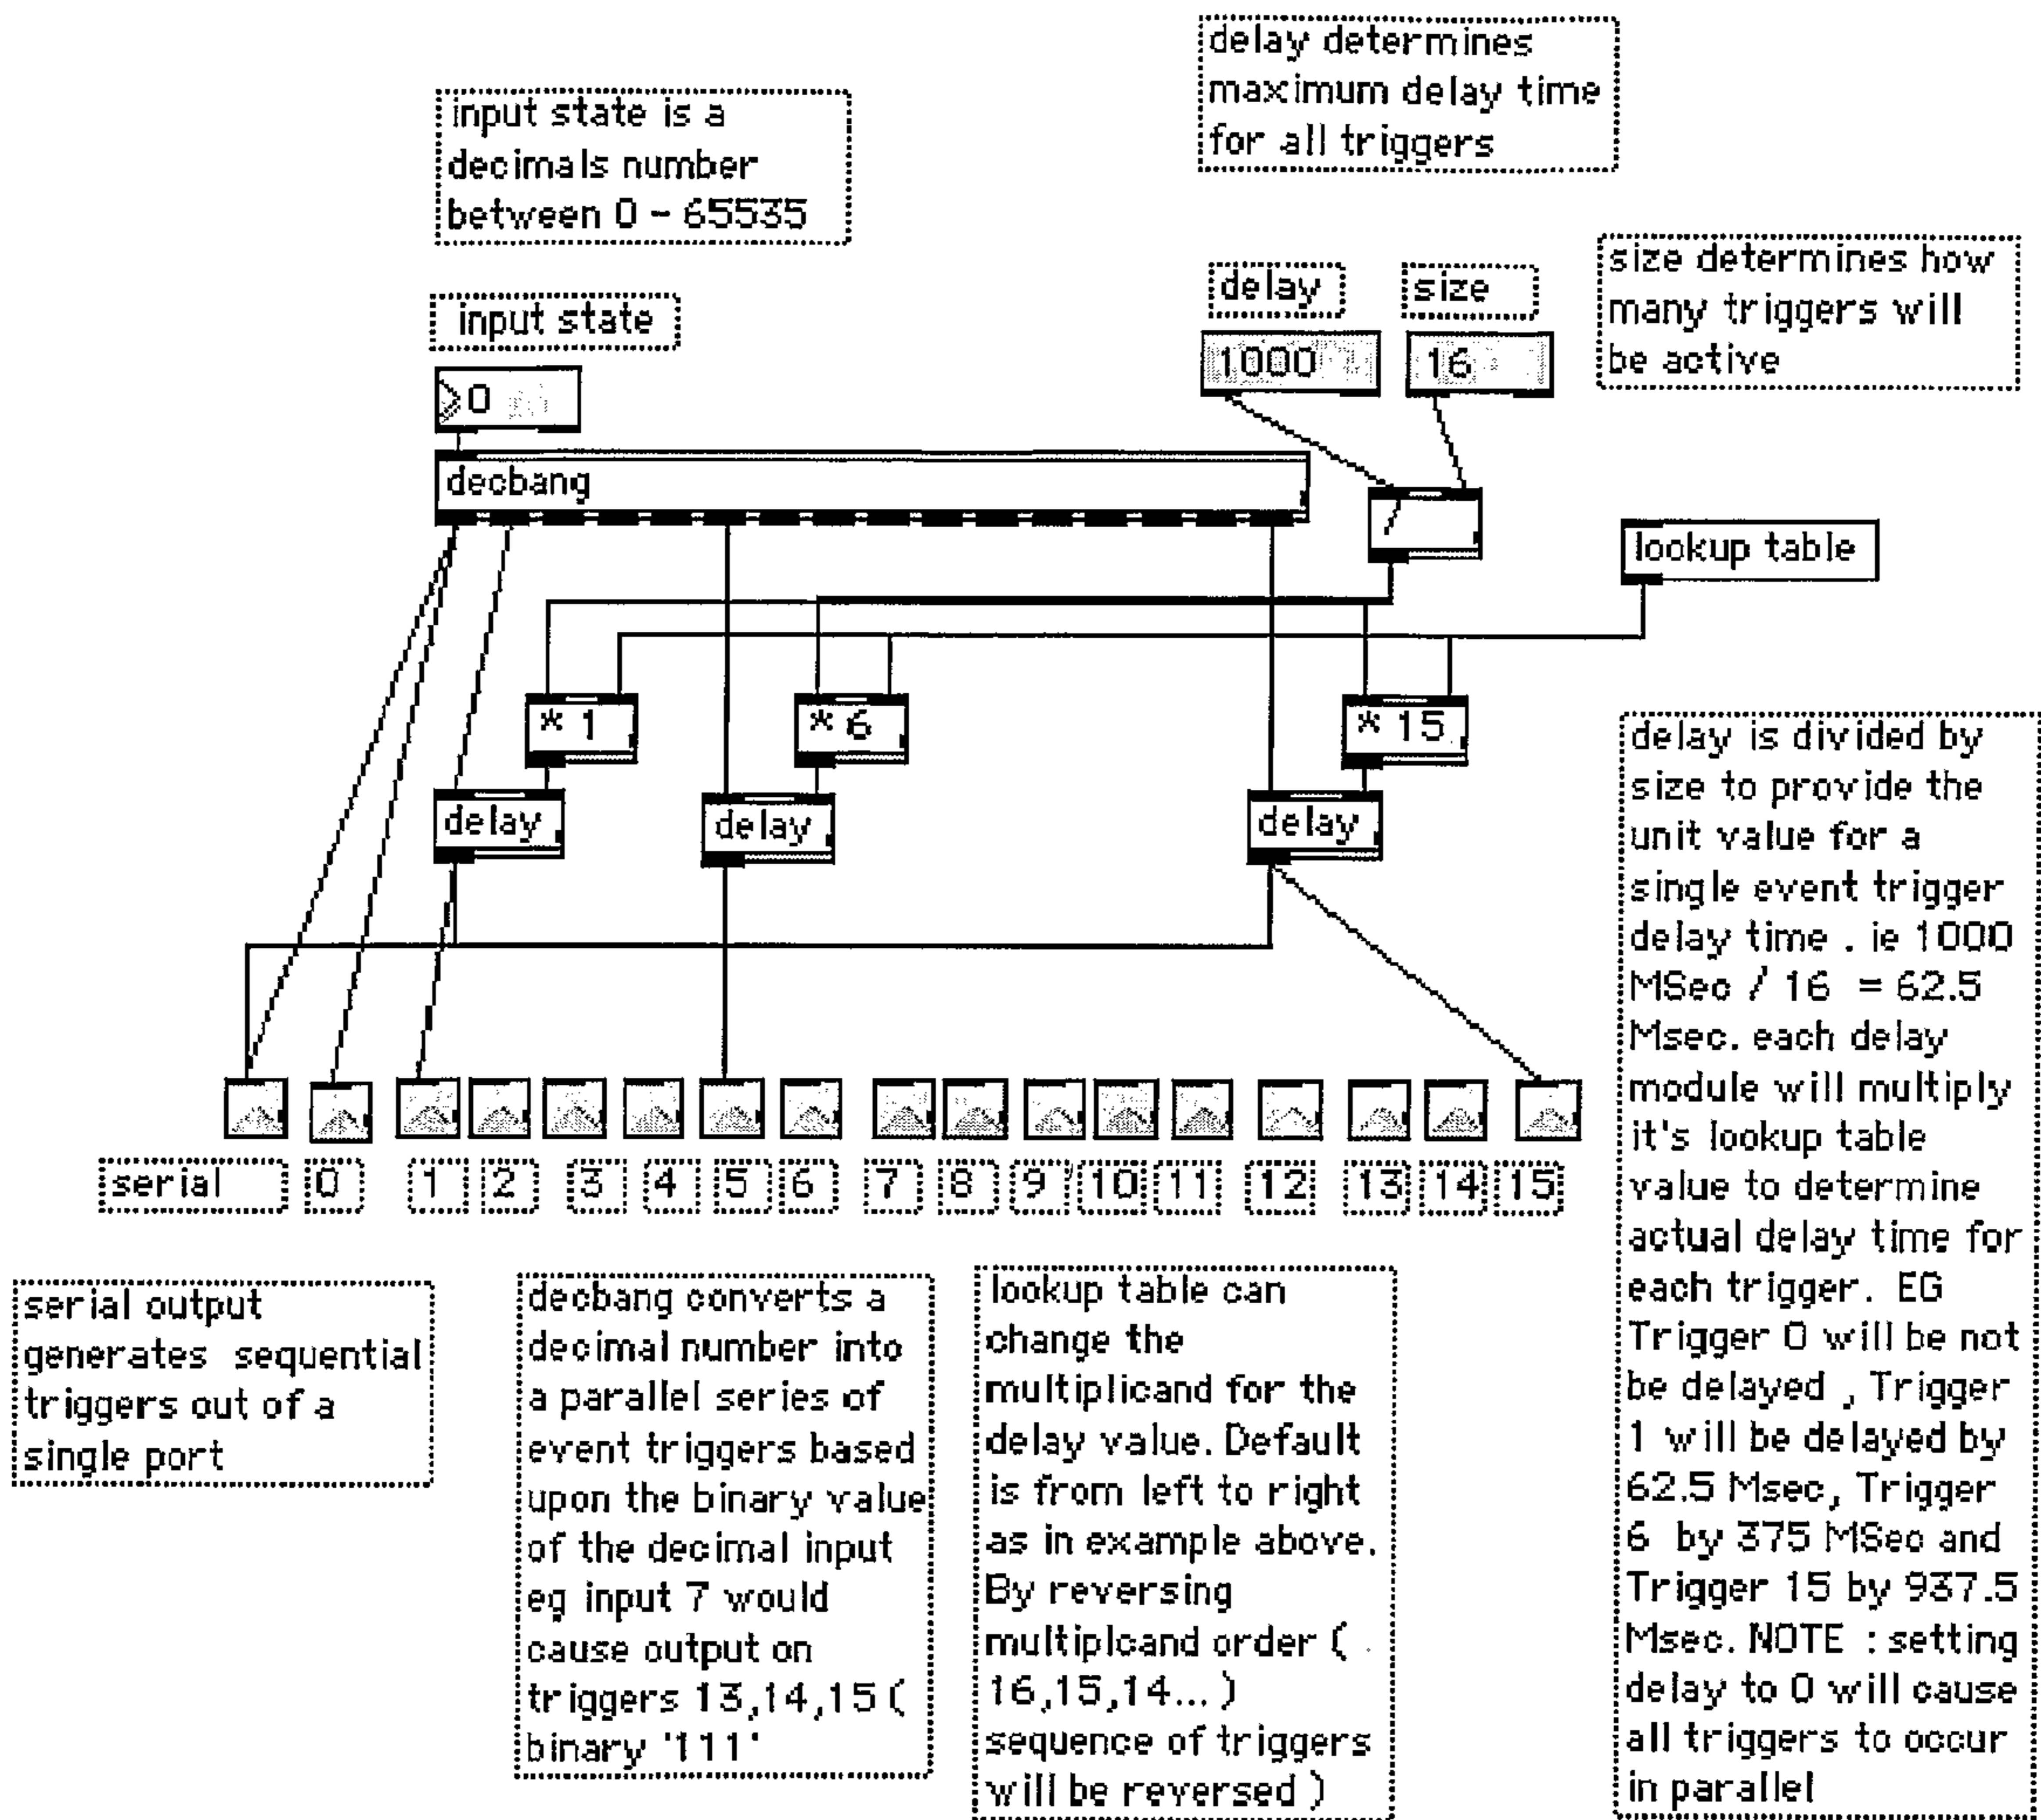 delay determines
maximum delay time
for all triggers
input state is a
decimals number
between 0 - 65535
size determines how
many triggers will
be active
delay
size
input state
1000
16
0
decbang
/
lookup table
* 1
* 6
* 15
delay
delay
delay
serial 0 1 2 3 4 5 6 7 8 9 10 11 12 13 14 15
delay is divided by
size to provide the
unit value for a
single event trigger
delay time . ie 1000
MSec / 16 = 62.5
Msec. each delay
module will multiply
it's lookup table
value to determine
actual delay time for
each trigger. EG
Trigger 0 will be not
be delayed , Trigger
1 will be delayed by
62.5 Msec, Trigger
6 by 375 MSec and
Trigger 15 by 937.5
Msec. NOTE : setting
delay to 0 will cause
all triggers to occur
in parallel
serial output
generates sequential
triggers out of a
single port
decbang converts a
decimal number into
a parallel series of
event triggers based
upon the binary value
of the decimal input
eg input 7 would
cause output on
triggers 13,14,15 (
binary '111'
lookup table can
change the
multiplicand for the
delay value. Default
is from left to right
as in example above.
By reversing
multiplcand order (
16,15,14... )
sequence of triggers
will be reversed )